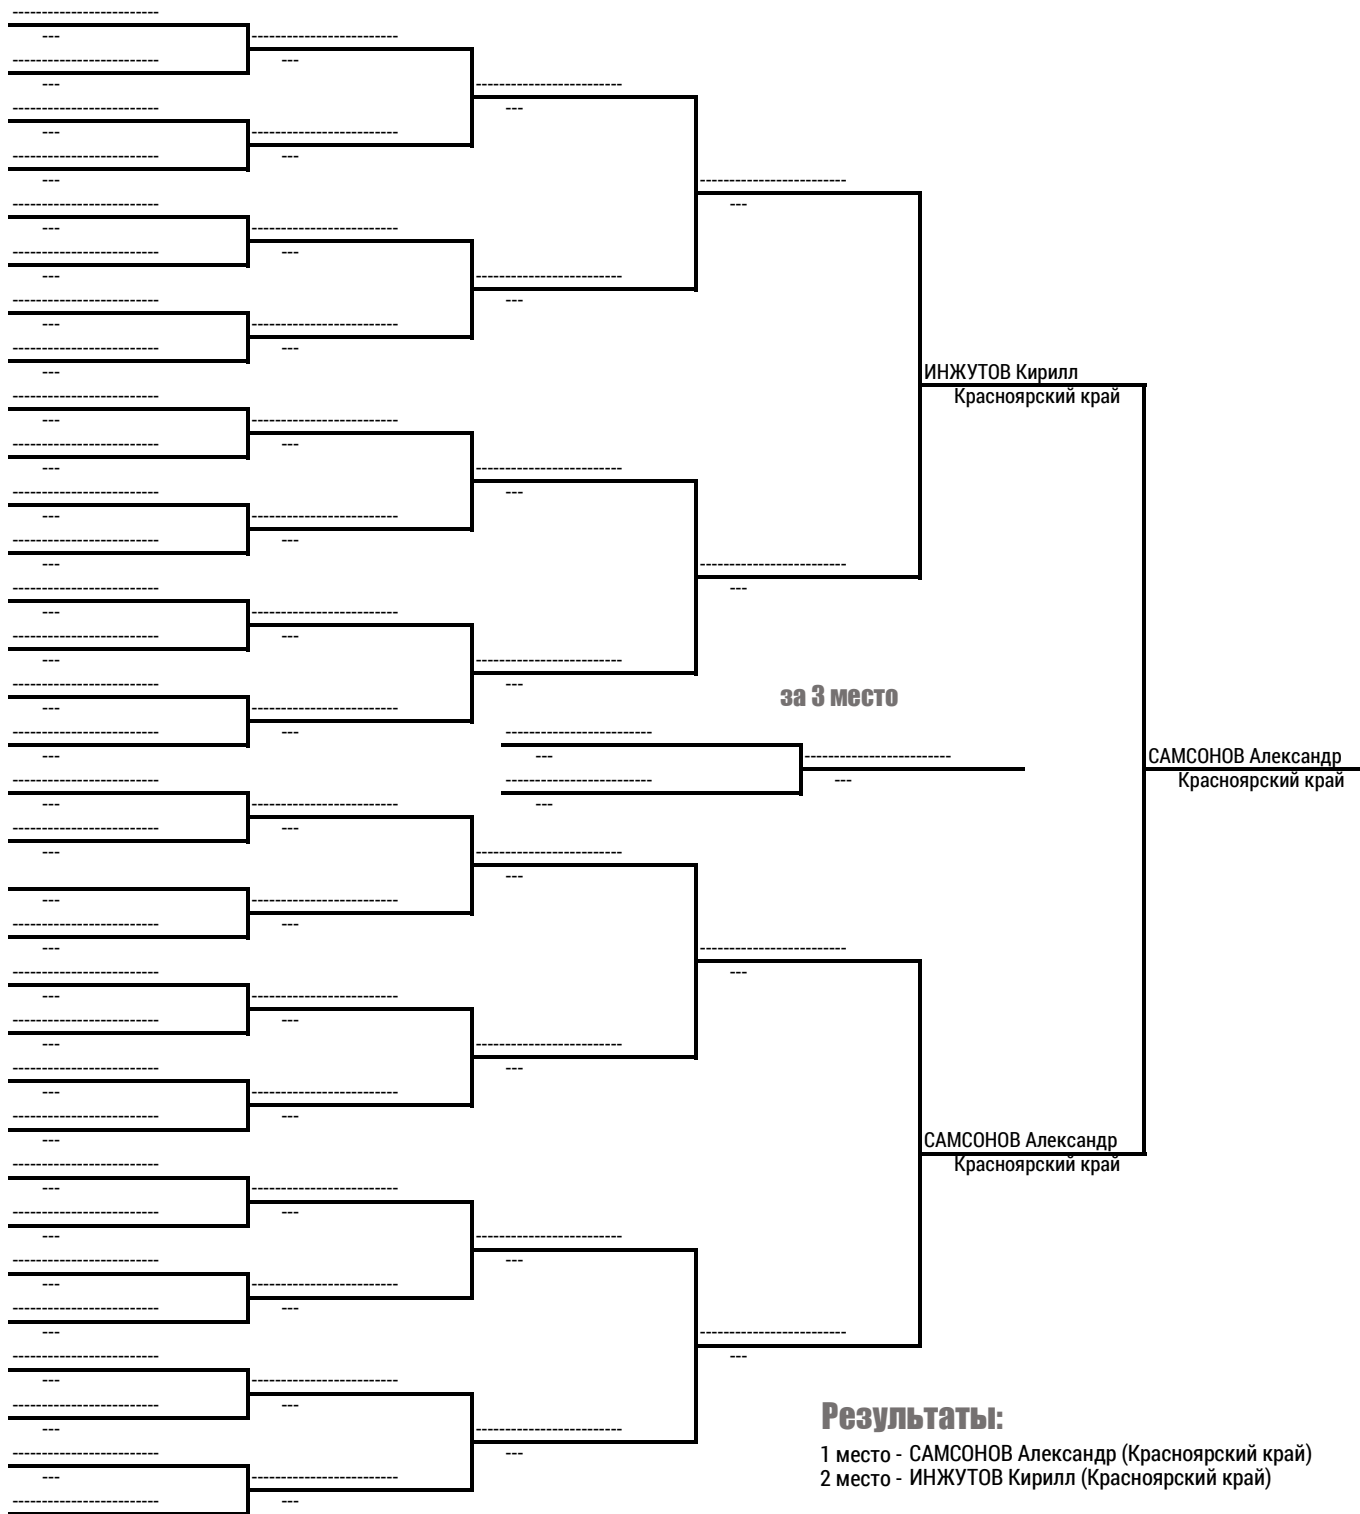 ИНЖУТОВ Кирилл
Красноярский край
за 3 место
САМСОНОВ Александр
Красноярский край
САМСОНОВ Александр
Красноярский край
Результаты:
1 место - САМСОНОВ Александр (Красноярский край)
2 место - ИНЖУТОВ Кирилл (Красноярский край)